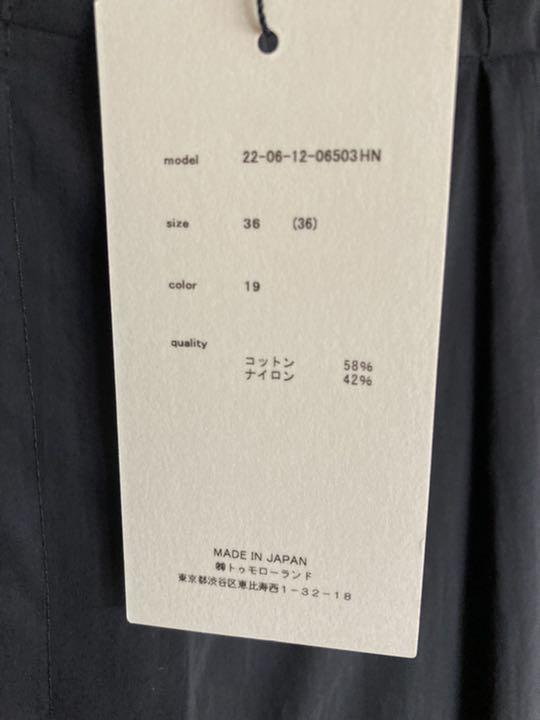 model 22-06-12-06503HN
size 36 (36)
color 19
quality
コットン 58%
ナイロン 42%
MADE IN JAPAN
㈱トゥモローランド
東京都渋谷区恵比寿西1-32-18